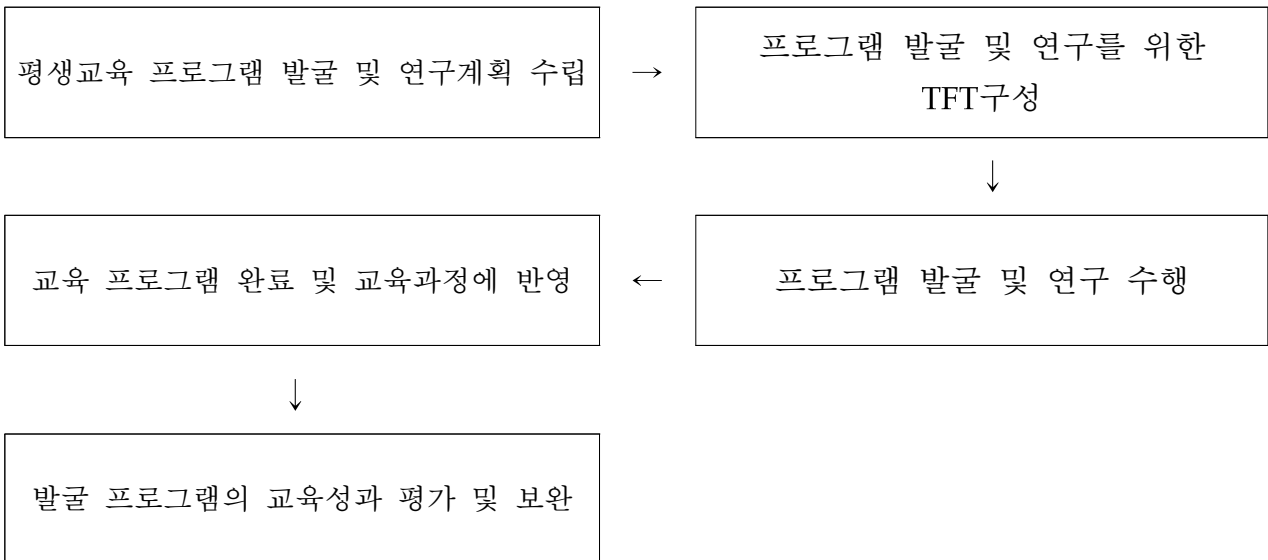 평생교육 프로그램 발굴 및 연구계획 수립
→
프로그램 발굴 및 연구를 위한
TFT구성
↓
프로그램 발굴 및 연구 수행
←
교육 프로그램 완료 및 교육과정에 반영
↓
발굴 프로그램의 교육성과 평가 및 보완